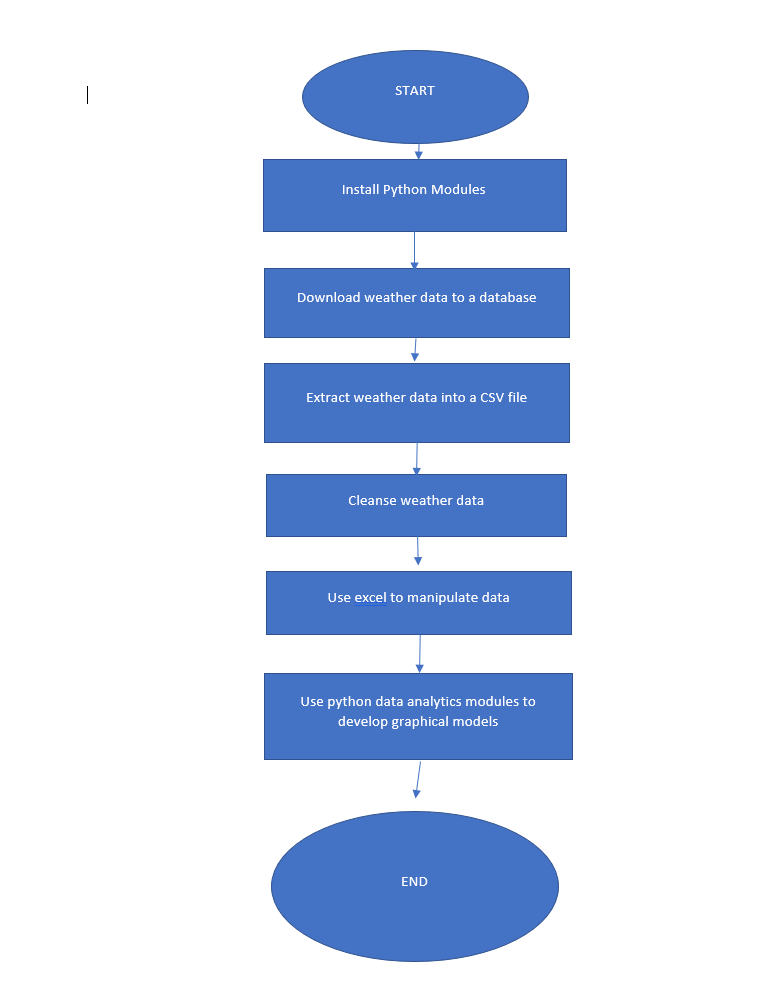 START
Install Python Modules
Download weather data to a database
Extract weather data into a CSV file
Cleanse weather data
Use excel to manipulate data
Use python data analytics modules to
develop graphical models
END